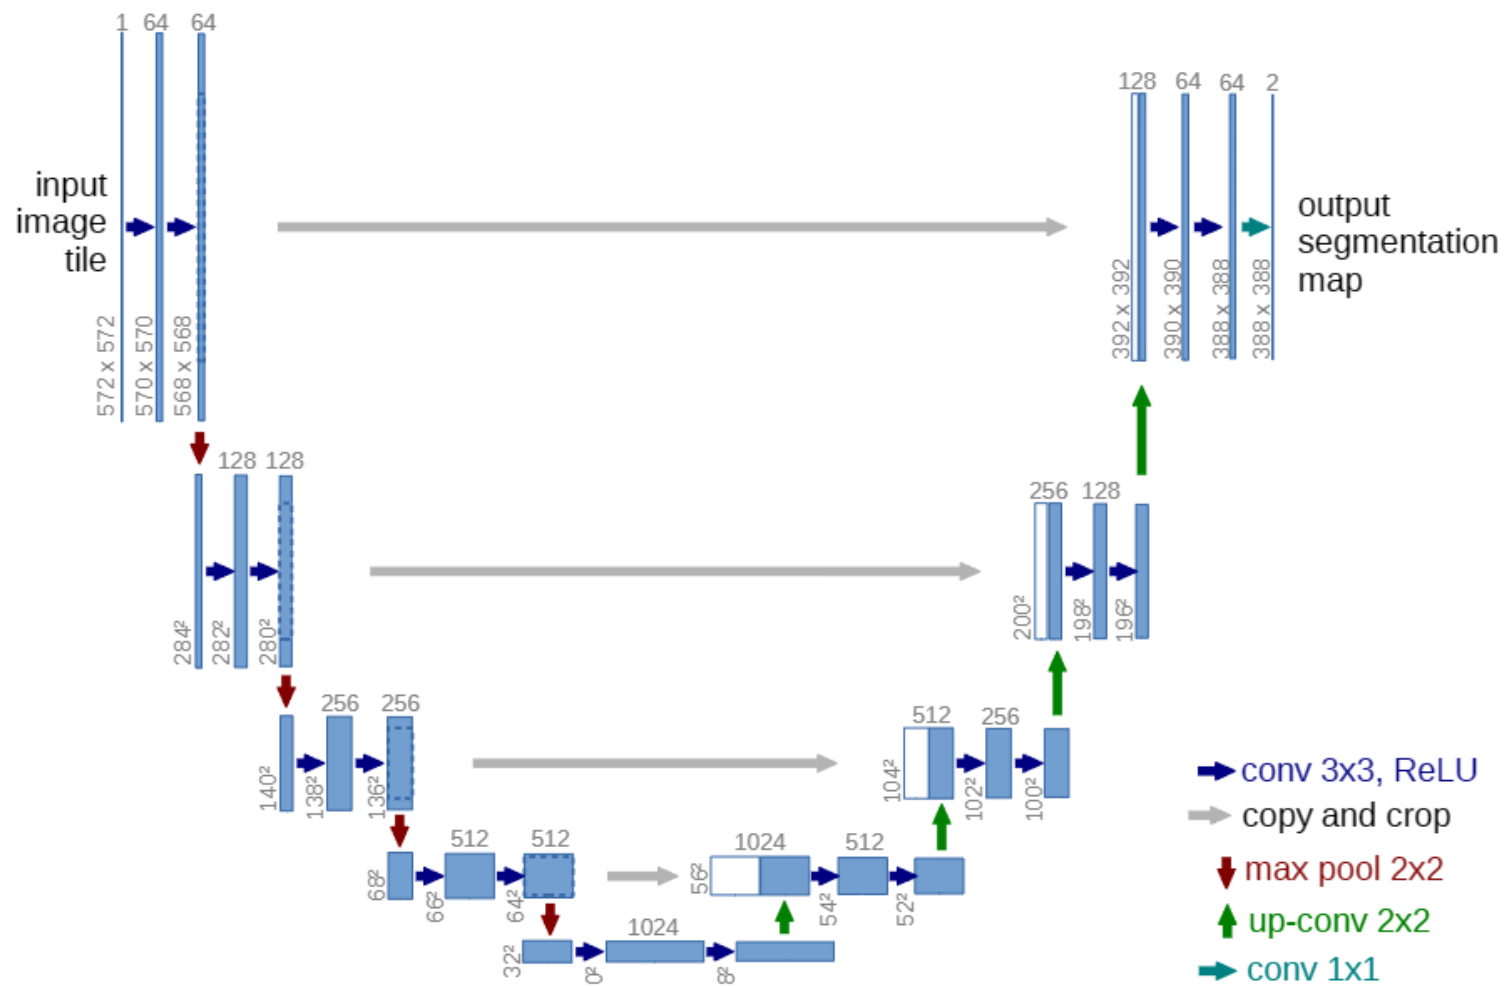 1 64 64
input
image
tile
572 x 572
570 x 570
568 x 568
128 64 64 2
output
segmentation
map
392 x 392
390 x 390
388 x 388
388 x 388
128 128
284²
282²
280²
256 128
200²
198²
196²
256 256
140²
138²
136²
512 256
104²
102²
100²
512 512
68²
66²
64²
1024 512
56²
54²
52²
1024
32²
0²
8²
conv 3x3, ReLU
copy and crop
max pool 2x2
up-conv 2x2
conv 1x1